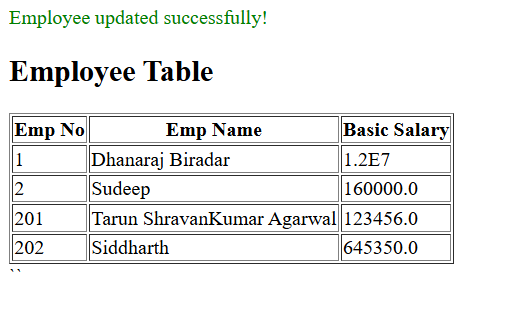 Employee updated successfully!
Employee Table
Emp No Emp Name Basic Salary
1 Dhanaraj Biradar 1.2E7
2 Sudeep 160000.0
201 Tarun ShravanKumar Agarwal 123456.0
202 Siddharth 645350.0
``